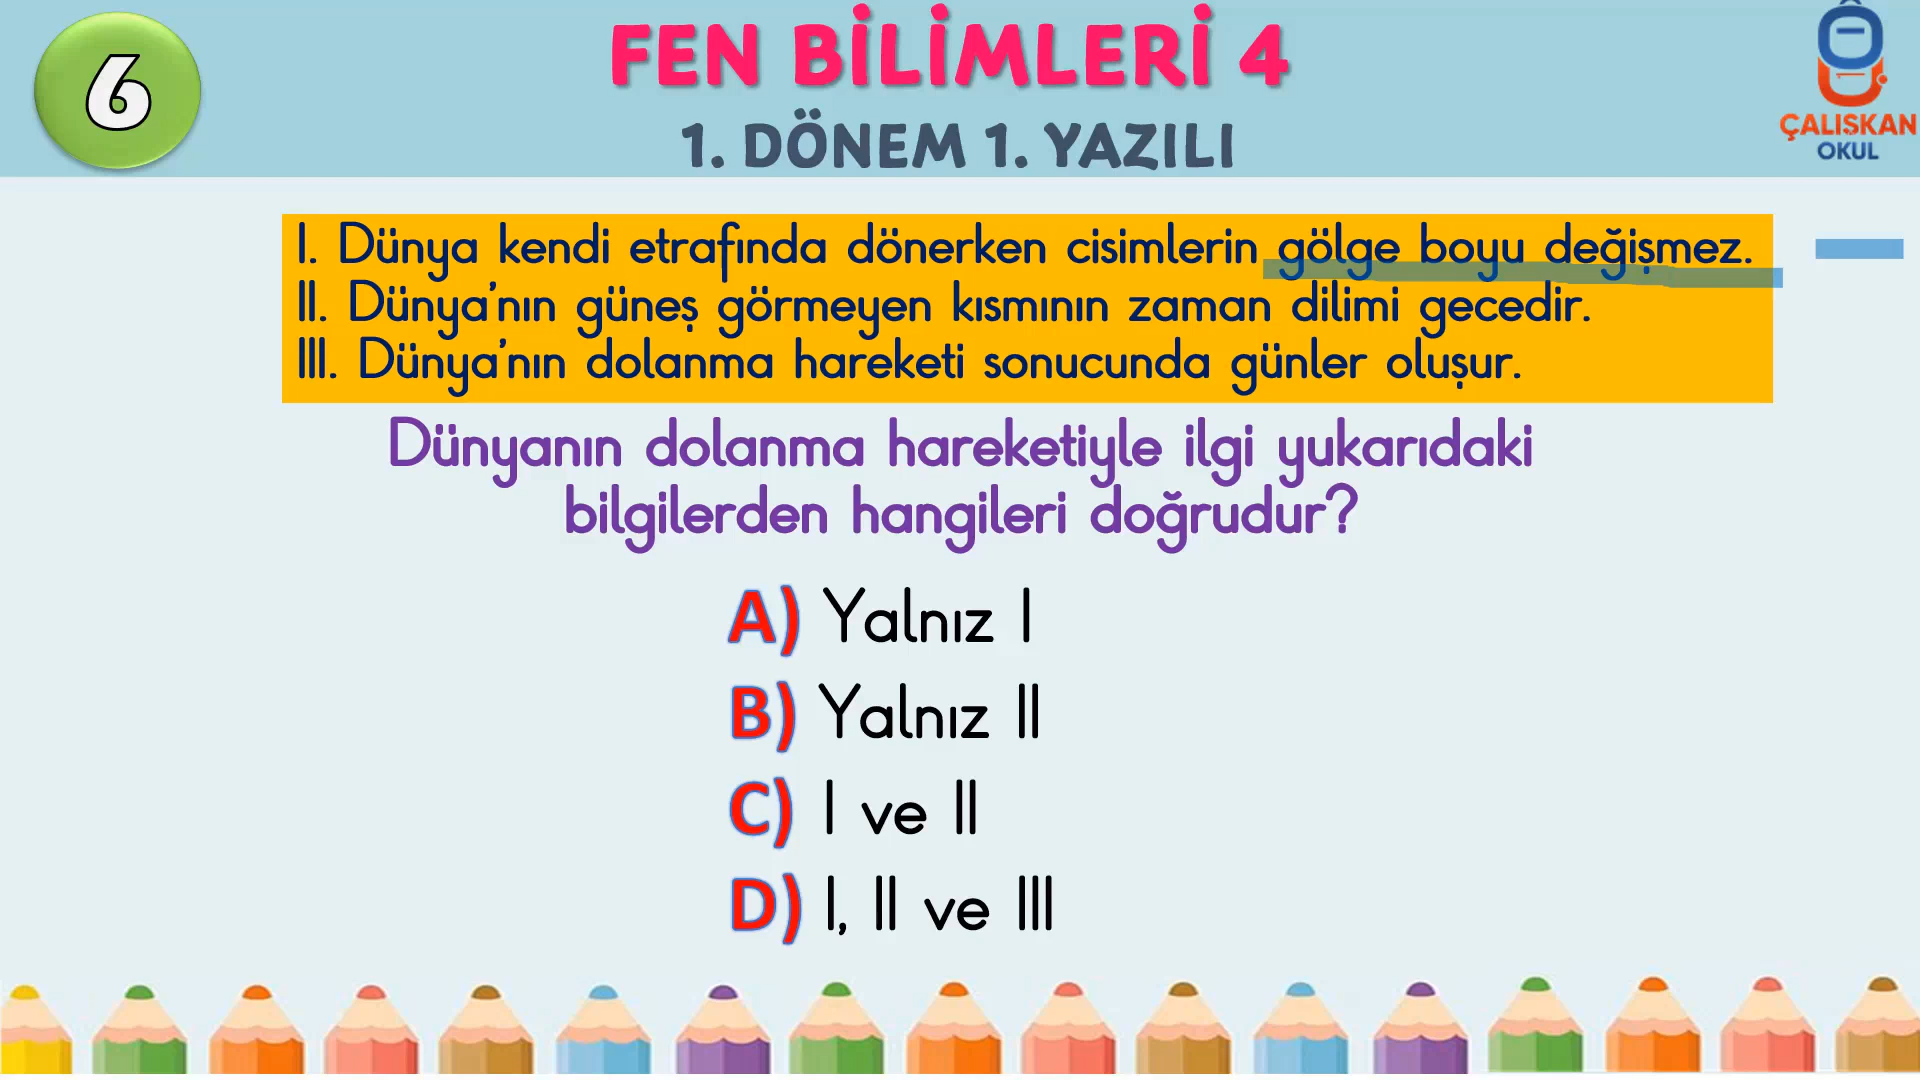 6
FEN BİLİMLERİ 4
1. DÖNEM 1. YAZILI
ÇALIŞKAN
OKUL
I. Dünya kendi etrafında dönerken cisimlerin gölge boyu değişmez.
II. Dünya'nın güneş görmeyen kısmının zaman dilimi gecedir.
III. Dünya'nın dolanma hareketi sonucunda günler oluşur.
Dünyanın dolanma hareketiyle ilgi yukarıdaki
bilgilerden hangileri doğrudur?
A) Yalnız I
B) Yalnız II
C) I ve II
D) I, II ve III